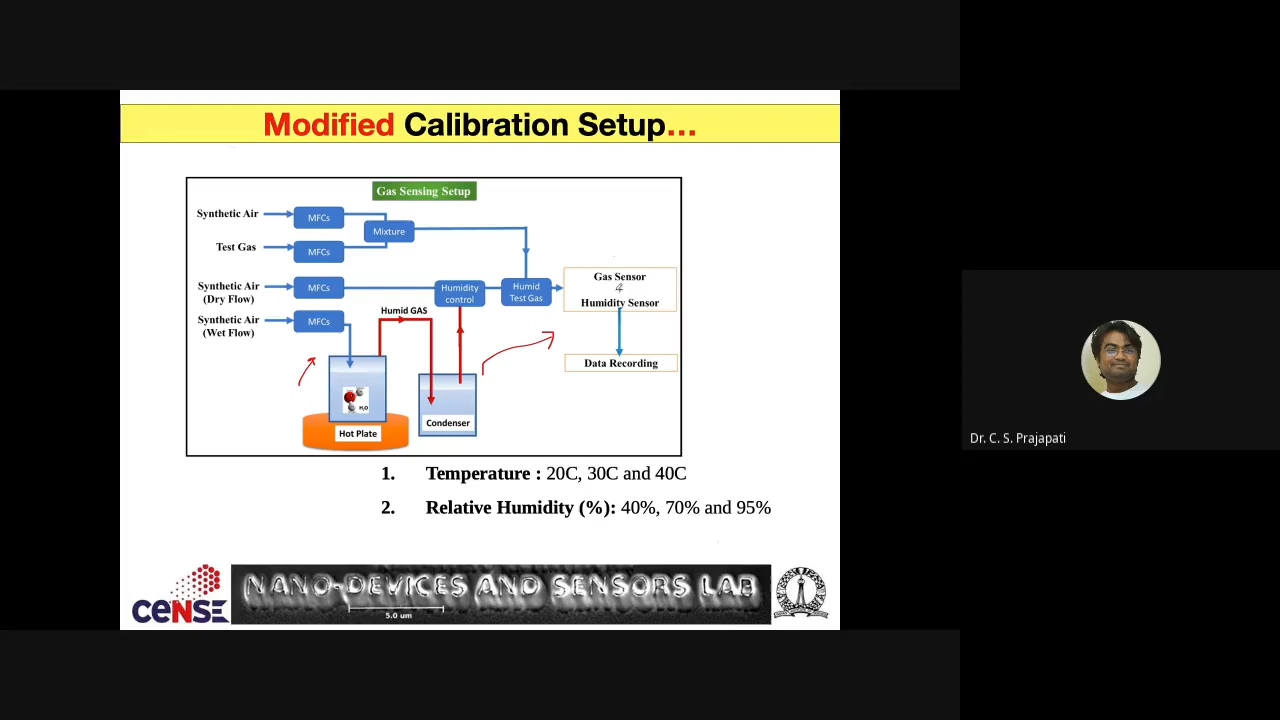 Modified Calibration Setup...
Gas Sensing Setup
Synthetic Air
MFCs
Mixture
Test Gas
MFCs
Synthetic Air
(Dry Flow)
MFCs
Humidity
control
Humid
Test Gas
Gas Sensor
&
Humidity Sensor
Synthetic Air
(Wet Flow)
MFCs
Humid GAS
Data Recording
H₂O
Hot Plate
Condenser
1. Temperature : 20C, 30C and 40C
2. Relative Humidity (%): 40%, 70% and 95%
CENSE
NANO-DEVICES AND SENSORS LAB
5.0 um
Dr. C. S. Prajapati